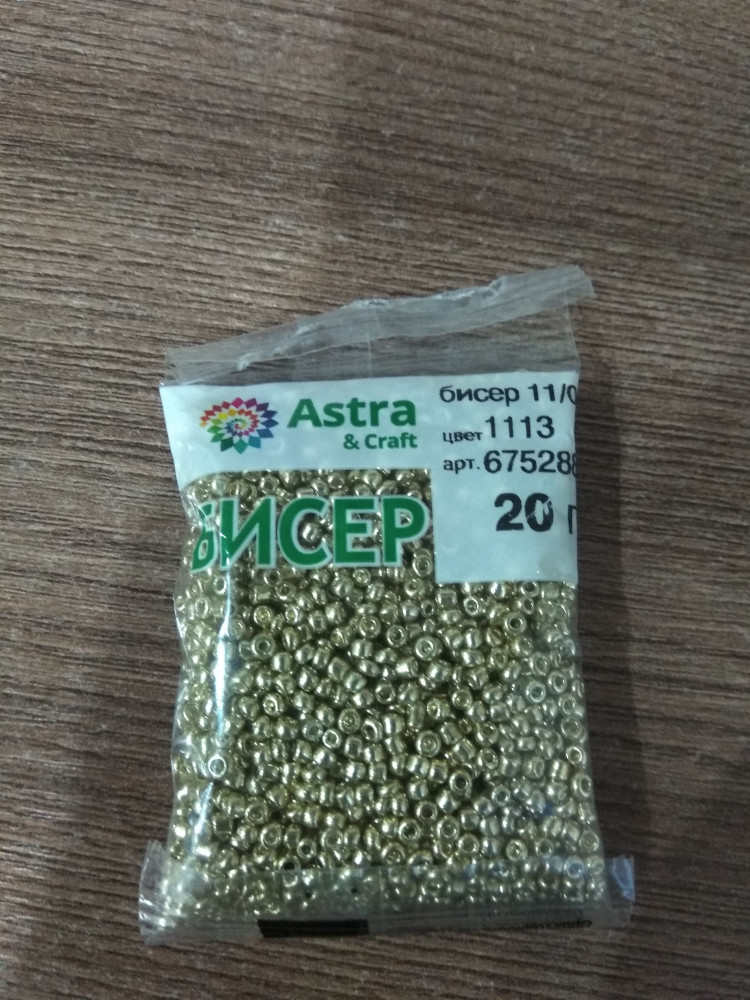 Astra
& Craft
бисер 11/0
цвет 1113
арт. 675288
20 г
БИСЕР